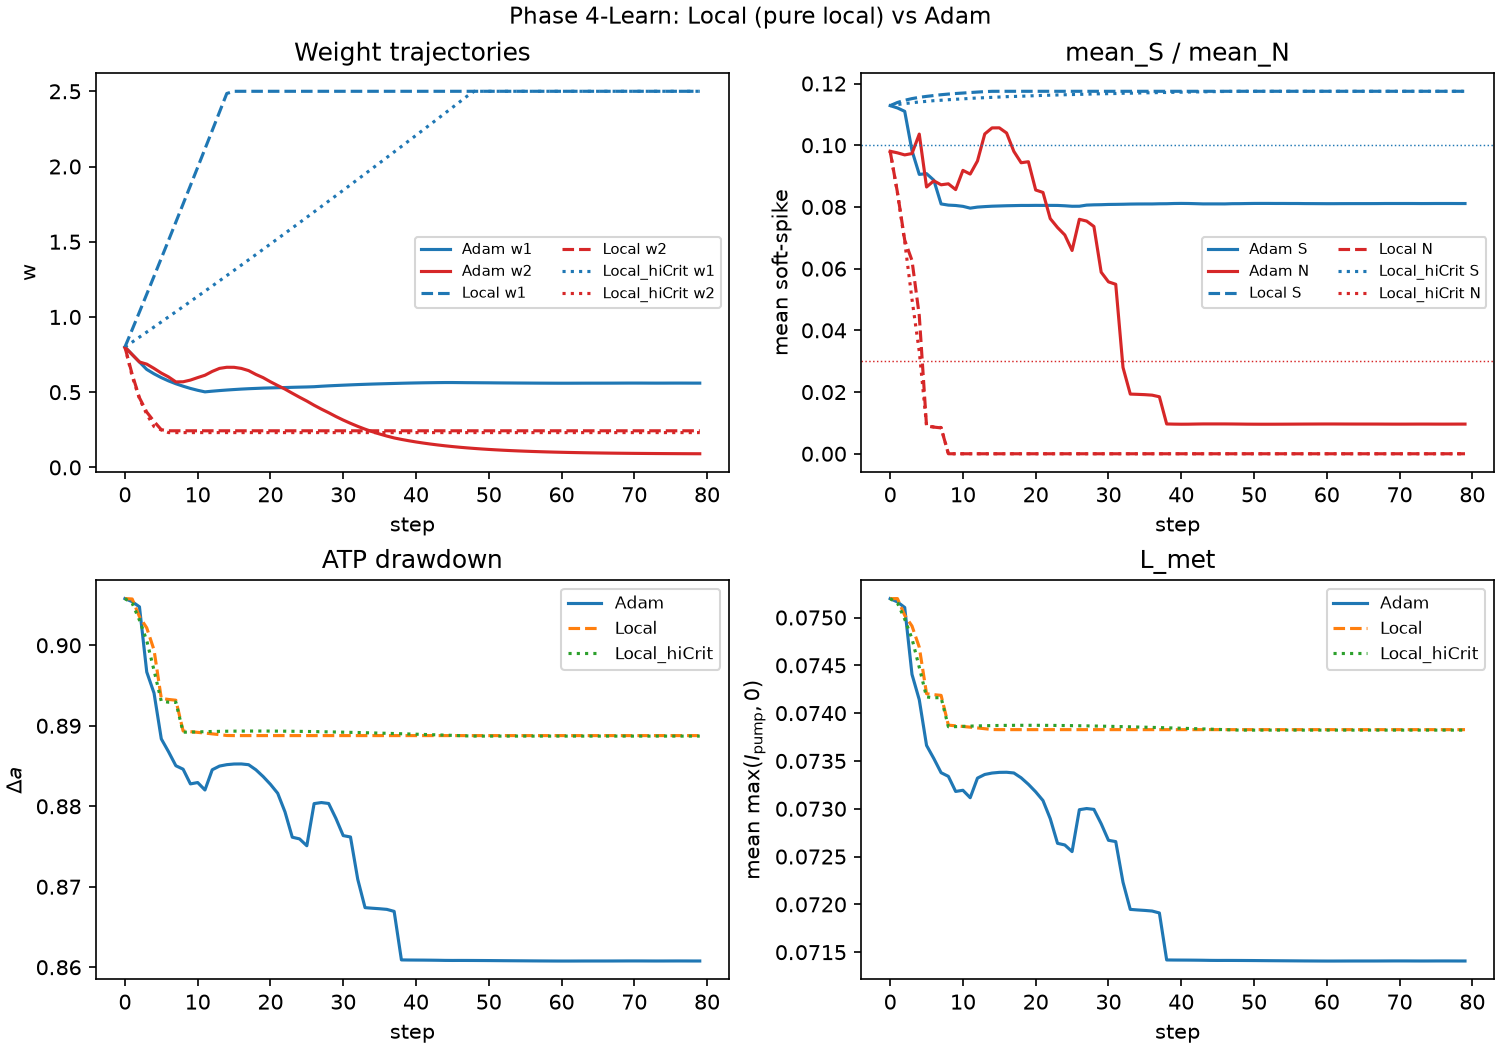 Phase 4-Learn: Local (pure local) vs Adam
Weight trajectories
w
2.5
2.0
1.5
1.0
0.5
0.0
Adam w1
Adam w2
Local w1
Local w2
Local_hiCrit w1
Local_hiCrit w2
0 10 20 30 40 50 60 70 80
step
mean_S / mean_N
mean soft-spike
0.12
0.10
0.08
0.06
0.04
0.02
0.00
Adam S
Adam N
Local S
Local N
Local_hiCrit S
Local_hiCrit N
0 10 20 30 40 50 60 70 80
step
ATP drawdown
Δa
0.90
0.89
0.88
0.87
0.86
Adam
Local
Local_hiCrit
0 10 20 30 40 50 60 70 80
step
L_met
mean max(I_pump, 0)
0.0750
0.0745
0.0740
0.0735
0.0730
0.0725
0.0720
0.0715
Adam
Local
Local_hiCrit
0 10 20 30 40 50 60 70 80
step